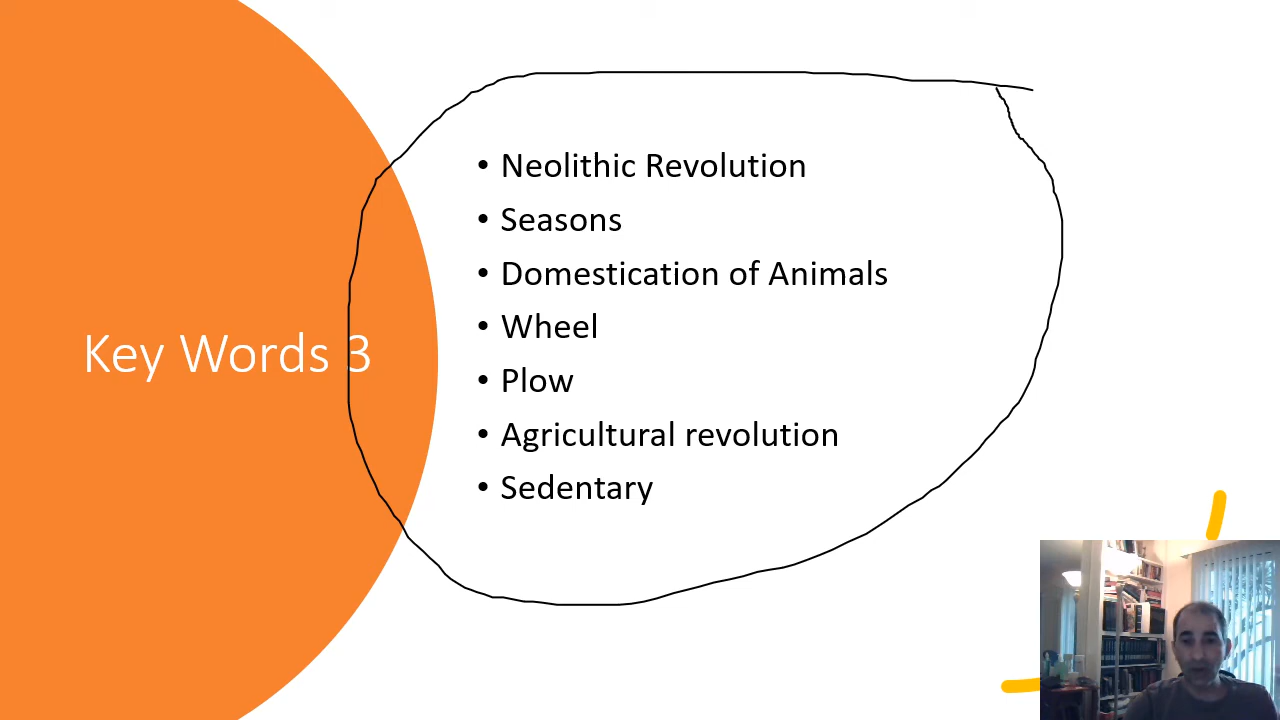 Key Words 3
• Neolithic Revolution
• Seasons
• Domestication of Animals
• Wheel
• Plow
• Agricultural revolution
• Sedentary